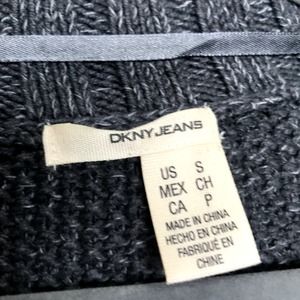 DKNY JEANS
US S
MEX CH
CA P
MADE IN CHINA
HECHO EN CHINA
FABRIQUÉ EN
CHINE